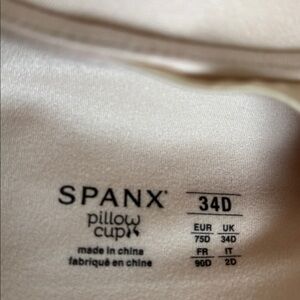 SPANX®
pillow
cup
made in china
fabriqué en chine
34D
EUR UK
75D 34D
FR IT
90D 2D